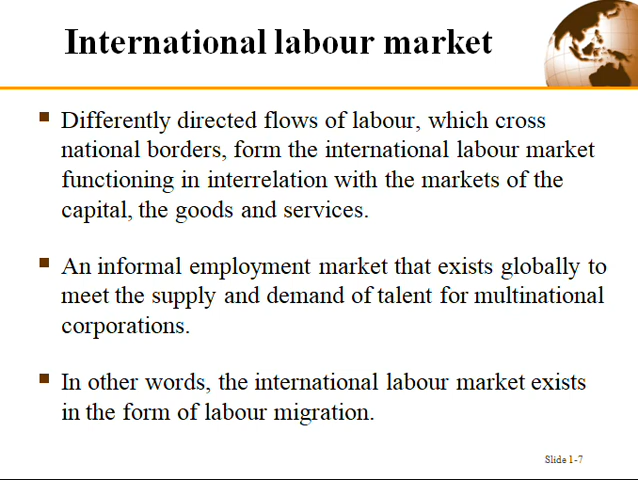 International labour market
Differently directed flows of labour, which cross
national borders, form the international labour market
functioning in interrelation with the markets of the
capital, the goods and services.
An informal employment market that exists globally to
meet the supply and demand of talent for multinational
corporations.
In other words, the international labour market exists
in the form of labour migration.
Slide 1-7